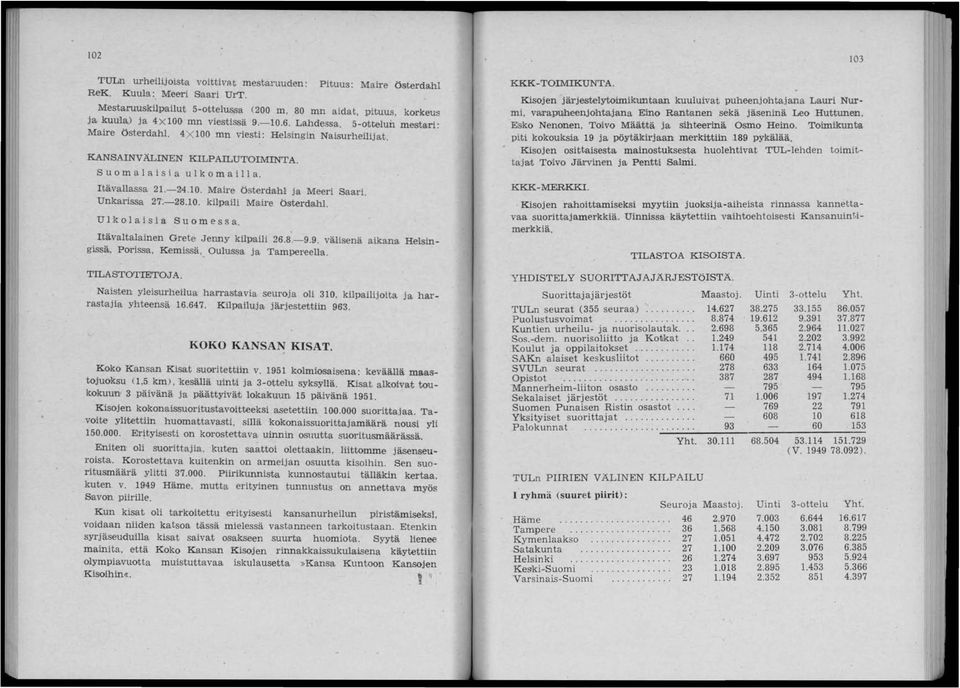 102
TULn urheilijoista voittivat mestaruuden: Pituus: Maire Österdahl
ReK. Kuula: Meeri Saari UrT.
Mestaruuskilpailut 5-ottelussa (200 m, 80 mn aidat, pituus, korkeus
ja kuula) ja 4×100 mn viestissä 9.—10.6. Lahdessa. 5-ottelun mestari:
Maire Österdahl. 4×100 mn viesti: Helsingin Naisurheilijat.
KANSAINVÄLINEN KILPAILUTOIMINTA.
Suomalaisia ulkomailla.
Itävallassa 21.—24.10. Maire Österdahl ja Meeri Saari.
Unkarissa 27.—28.10. kilpaili Maire Österdahl.
Ulkolaisia Suomessa.
Itävaltalainen Grete Jenny kilpaili 26.8.—9.9. välisenä aikana Helsin-
gissä, Porissa, Kemissä, Oulussa ja Tampereella.
TILASTOTIETOJA.
Naisten yleisurheilua harrastavia seuroja oli 310, kilpailijoita ja har-
rastajia yhteensä 16.647. Kilpailuja järjestettiin 963.
KOKO KANSAN KISAT.
Koko Kansan Kisat suoritettiin v. 1951 kolmiosaisena: keväällä maas-
tojuoksu (1,5 km), kesällä uinti ja 3-ottelu syksyllä. Kisat alkoivat tou-
kokuun 3 päivänä ja päättyivät lokakuun 15 päivänä 1951.
Kisojen kokonaissuoritustavoitteeksi asetettiin 100.000 suorittajaa. Ta-
voite ylitettiin huomattavasti, sillä kokonaissuorittajamäärä nousi yli
150.000. Erityisesti on korostettava uinnin osuutta suoritusmäärässä.
Eniten oli suorittajia, kuten saattoi olettaakin, liittomme jäsenseu-
roista. Korostettava kuitenkin on armeijan osuutta kisoihin. Sen suo-
ritusmäärä ylitti 37.000. Piirikunnista kunnostautui tälläkin kertaa,
kuten v. 1949 Häme, mutta erityinen tunnustus on annettava myös
Savon piirille.
Kun kisat oli tarkoitettu erityisesti kansanurheilun piristämiseksi,
voidaan niiden katsoa tässä mielessä vastanneen tarkoitustaan. Etenkin
syrjäseuduilla kisat saivat osakseen suurta huomiota. Syytä lienee
mainita, että Koko Kansan Kisojen rinnakkaissukulaisena käytettiin
olympiavuotta muistuttavaa iskulausetta »Kansa Kuntoon Kansojen
Kisoihin«.
103
KKK-TOIMIKUNTA.
Kisojen järjestelytoimikuntaan kuuluivat puheenjohtajana Lauri Nur-
mi, varapuheenjohtajana Eino Rantanen sekä jäseninä Leo Huttunen,
Esko Nenonen, Toivo Määttä ja sihteerinä Osmo Heino. Toimikunta
piti kokouksia 19 ja pöytäkirjaan merkittiin 189 pykälää.
Kisojen osittaisesta mainostuksesta huolehtivat TUL-lehden toimit-
tajat Toivo Järvinen ja Pentti Salmi.
KKK-MERKKI.
Kisojen rahoittamiseksi myytiin juoksija-aiheista rinnassa kannetta-
vaa suorittajamerkkiä. Uinnissa käytettiin vaihtoehtoisesti Kansanuinti-
merkkiä.
TILASTOA KISOISTA.
YHDISTELY SUORITTAJAJÄRJESTÖISTÄ.
Suorittajajärjestöt Maastoj. Uinti 3-ottelu Yht.
TULn seurat (355 seuraa) .......... 14.627 38.275 33.155 86.057
Puolustusvoimat .......... 8.874 19.612 9.391 37.877
Kuntien urheilu- ja nuorisolautak. .. 2.698 5.365 2.964 11.027
Sos.-dem. nuorisoliitto ja Kotkat .. 1.249 541 2.202 3.992
Koulut ja oppilaitokset .......... 1.174 118 2.714 4.006
SAKn alaiset keskusliitot .......... 660 495 1.741 2.896
SVULn seurat .......... 278 633 164 1.075
Opistot .......... 387 287 494 1.168
Mannerheim-liiton osasto .......... — 795 — 795
Sekalaiset järjestöt .......... 71 1.006 197 1.274
Suomen Punaisen Ristin osastot .... — 769 22 791
Yksityiset suorittajat .......... — 608 10 618
Palokunnat .......... 93 — 60 153
Yht. 30.111 68.504 53.114 151.729
(V. 1949 78.092).
TULn PIIRIEN VÄLINEN KILPAILU
I ryhmä (suuret piirit):
Seuroja Maastoj. Uinti 3-ottelu Yht.
Häme .......... 46 2.970 7.003 6.644 16.617
Tampere .......... 36 1.568 4.150 3.081 8.799
Kymenlaakso .......... 27 1.051 4.472 2.702 8.225
Satakunta .......... 27 1.100 2.209 3.076 6.385
Helsinki .......... 26 1.274 3.697 953 5.924
Keski-Suomi .......... 23 1.018 2.895 1.453 5.366
Varsinais-Suomi .......... 27 1.194 2.352 851 4.397